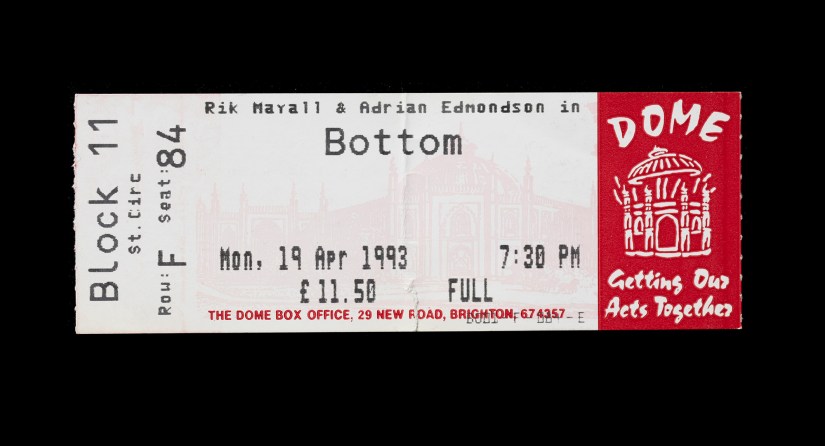 Block 11
St. Circ
Row: F Seat: 84
Rik Mayall & Adrian Edmondson in
Bottom
Mon, 19 Apr 1993 7:30 PM
£11.50 FULL
THE DOME BOX OFFICE, 29 NEW ROAD, BRIGHTON, 674357
DOME
Getting Our
Acts Together